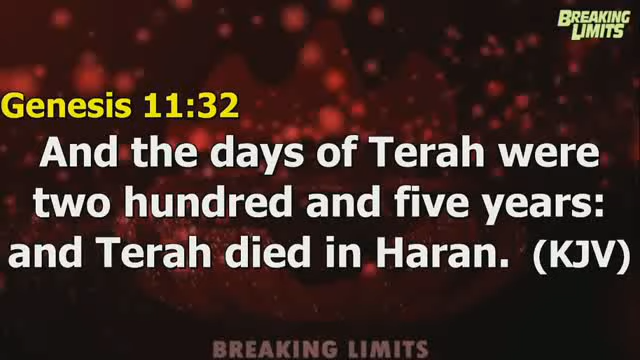 BREAKING
LIMITS
Genesis 11:32
And the days of Terah were
two hundred and five years:
and Terah died in Haran. (KJV)
BREAKING LIMITS